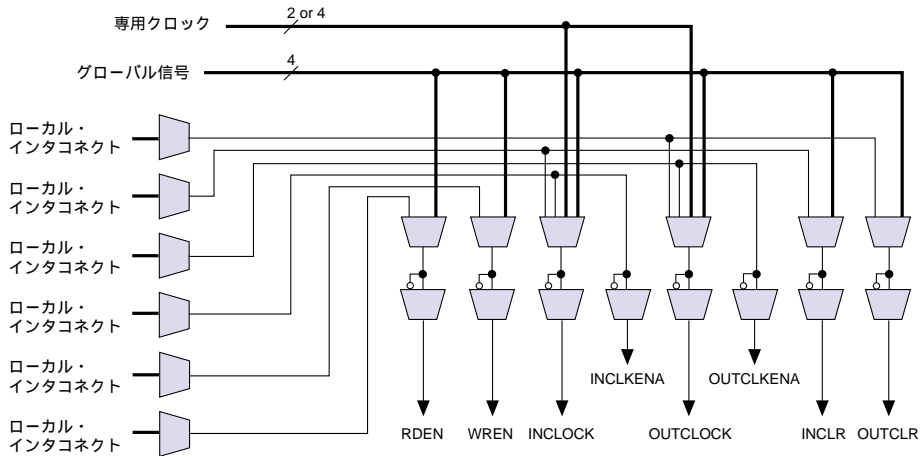 専用クロック
2 or 4
グローバル信号
4
ローカル・
インタコネクト
ローカル・
インタコネクト
ローカル・
インタコネクト
ローカル・
インタコネクト
ローカル・
インタコネクト
ローカル・
インタコネクト
INCLKENA
OUTCLKENA
RDEN
WREN
INCLOCK
OUTCLOCK
INCLR
OUTCLR